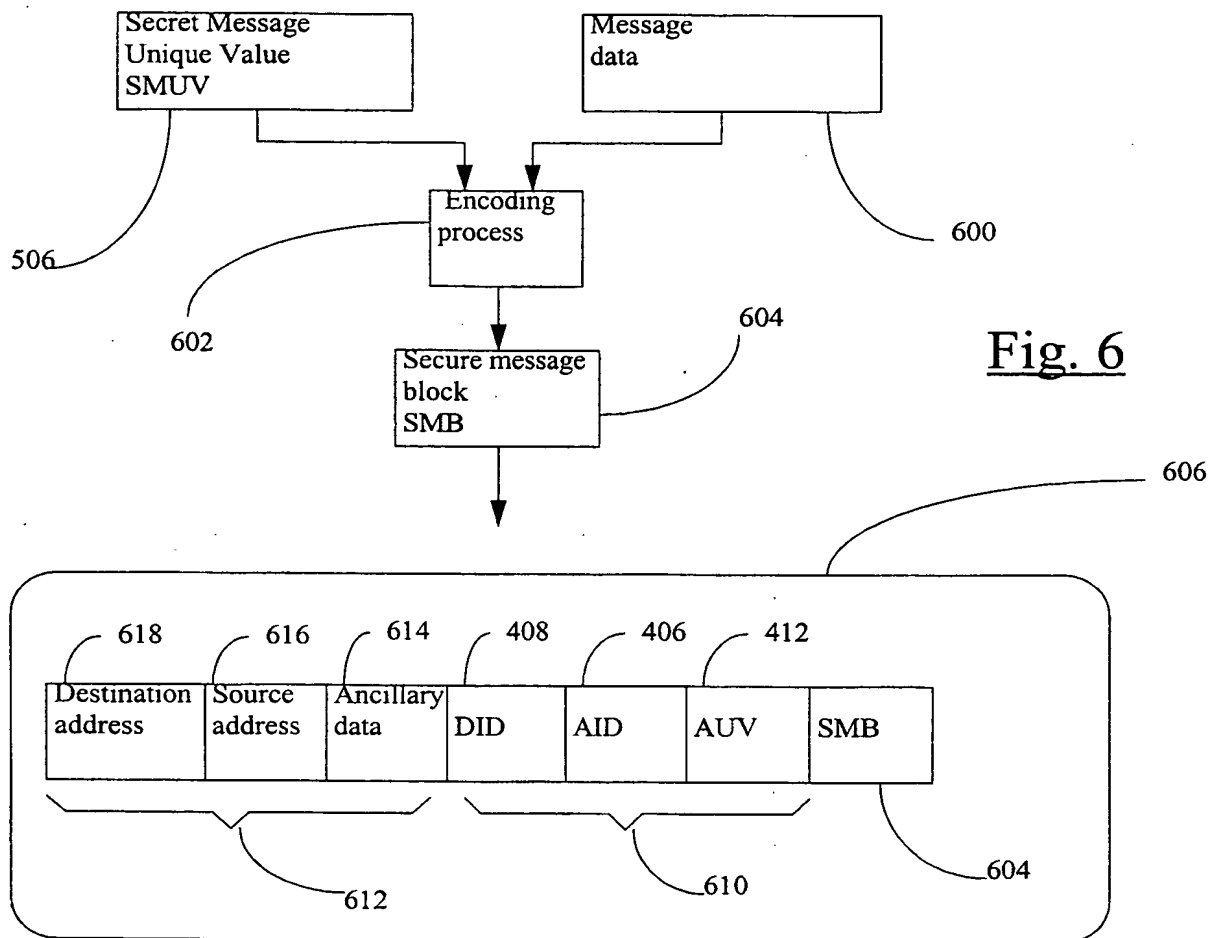 Secret Message
Unique Value
SMUV
Message
data
Encoding
process
506
600
602
604
Secure message
block
SMB
Fig. 6
606
618
616
614
408
406
412
Destination
address
Source
address
Ancillary
data
DID
AID
AUV
SMB
612
610
604